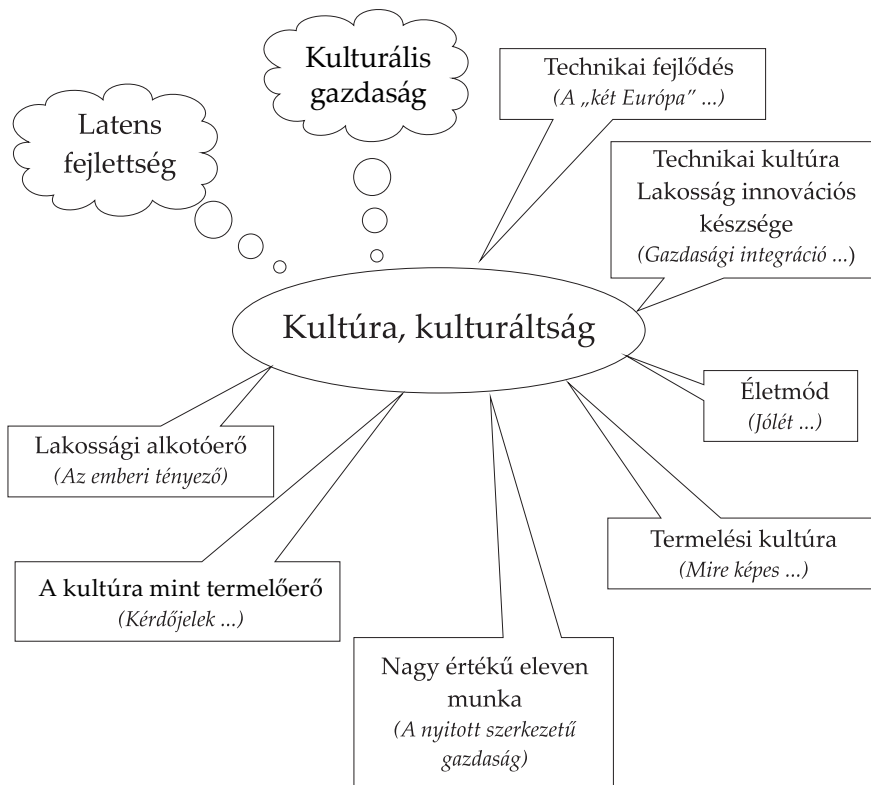 Kulturális
gazdaság
Latens
fejlettség
Technikai fejlődés
(A „két Európa” ...)
Technikai kultúra
Lakosság innovációs
készsége
(Gazdasági integráció ...)
Kultúra, kulturáltság
Életmód
(Jólét ...)
Lakossági alkotóerő
(Az emberi tényező)
Termelési kultúra
(Mire képes ...)
A kultúra mint termelőerő
(Kérdőjelek ...)
Nagy értékű eleven
munka
(A nyitott szerkezetű
gazdaság)